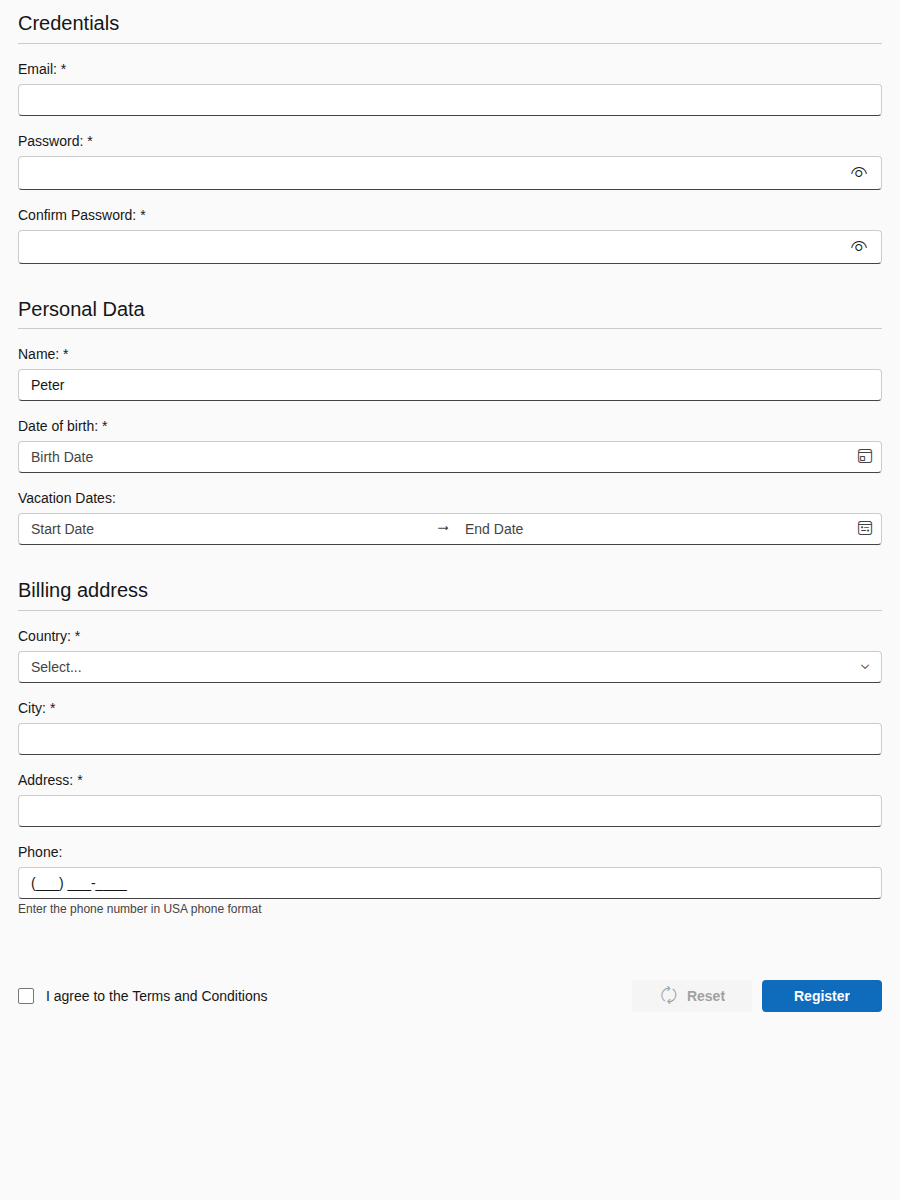 Credentials
Email: *
Password: *
Confirm Password: *
Personal Data
Name: *
Peter
Date of birth: *
Birth Date
Vacation Dates:
Start Date → End Date
Billing address
Country: *
Select...
City: *
Address: *
Phone:
(___) ___-____
Enter the phone number in USA phone format
I agree to the Terms and Conditions Reset Register